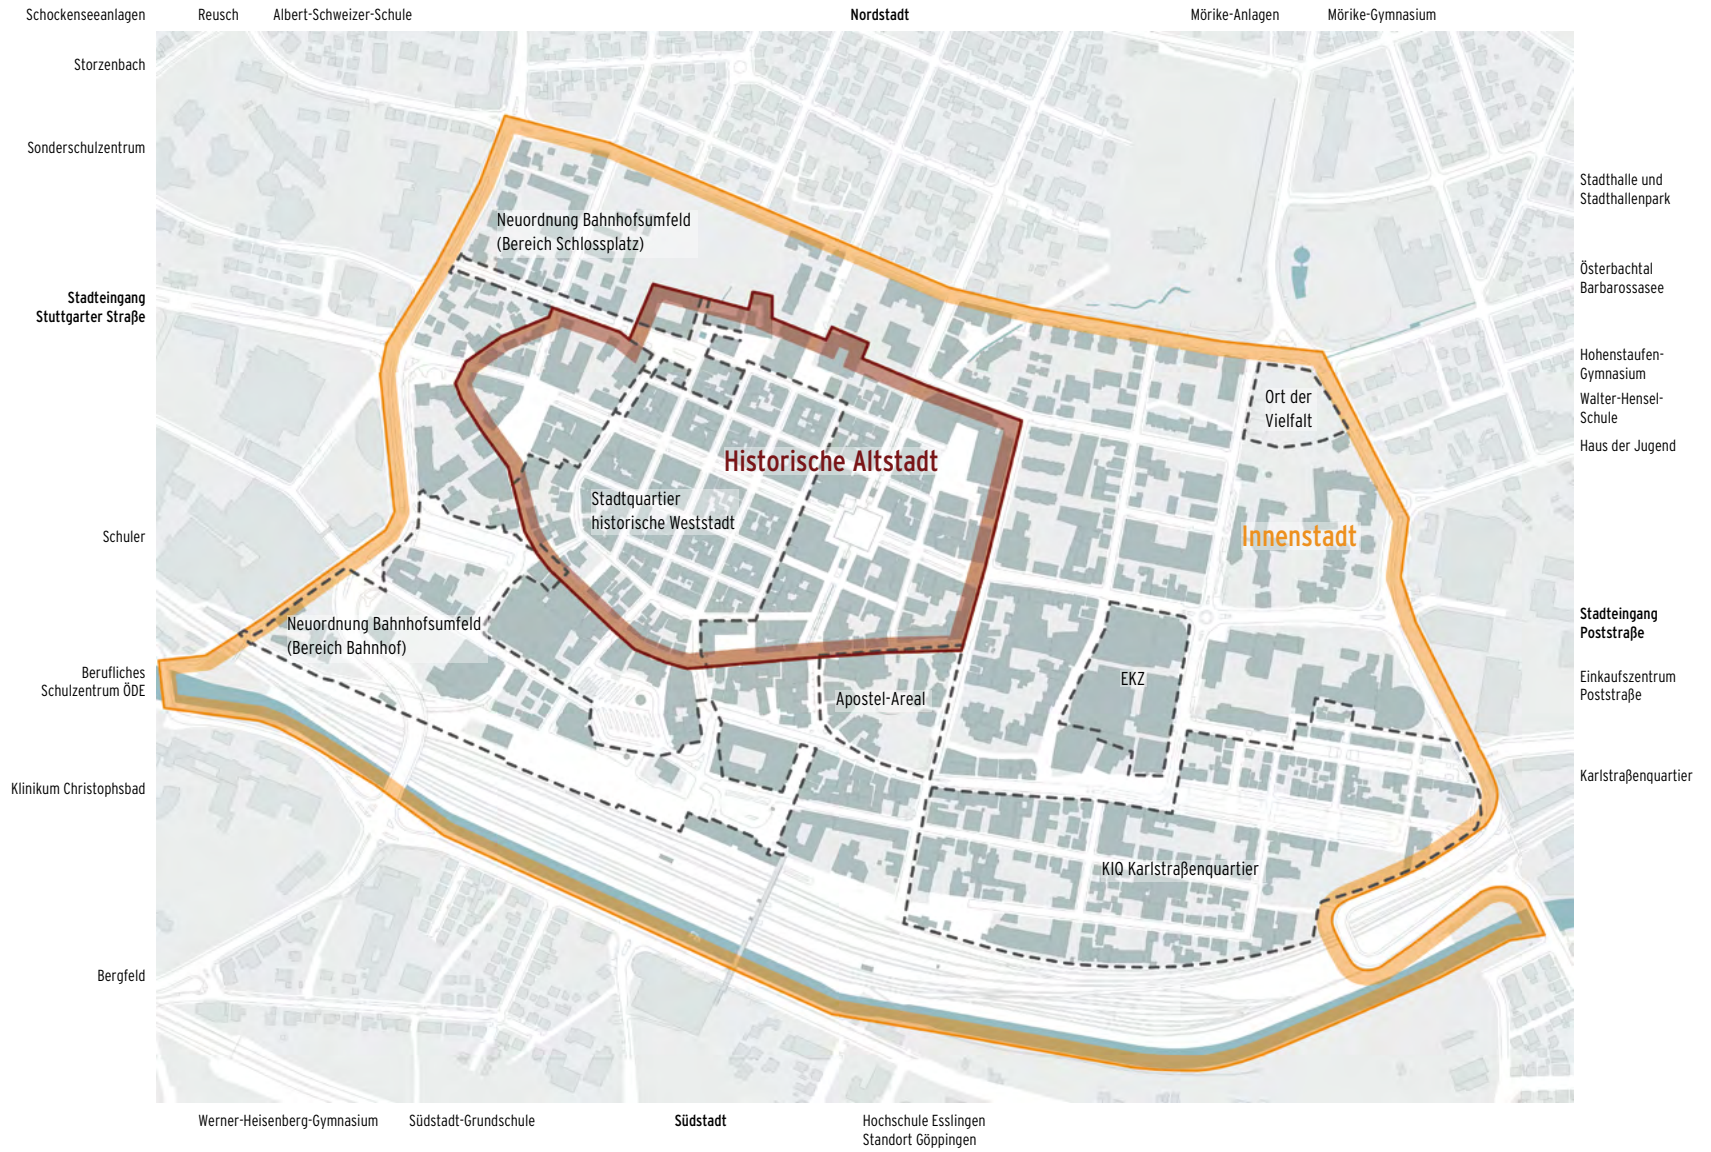 Schockenseeanlagen
Reusch
Albert-Schweizer-Schule
Nordstadt
Mörike-Anlagen
Mörike-Gymnasium
Storzenbach
Sonderschulzentrum
Stadteingang
Stuttgarter Straße
Schuler
Berufliches
Schulzentrum ÖDE
Klinikum Christophsbad
Bergfeld
Neuordnung Bahnhofsumfeld
(Bereich Schlossplatz)
Ort der
Vielfalt
Historische Altstadt
Stadtquartier
historische Weststadt
Innenstadt
Neuordnung Bahnhofsumfeld
(Bereich Bahnhof)
EKZ
Apostel-Areal
KIQ Karlstraßenquartier
Stadthalle und
Stadthallenpark
Österbachtal
Barbarossasee
Hohenstaufen-
Gymnasium
Walter-Hensel-
Schule
Haus der Jugend
Stadteingang
Poststraße
Einkaufszentrum
Poststraße
Karlstraßenquartier
Werner-Heisenberg-Gymnasium
Südstadt-Grundschule
Südstadt
Hochschule Esslingen
Standort Göppingen